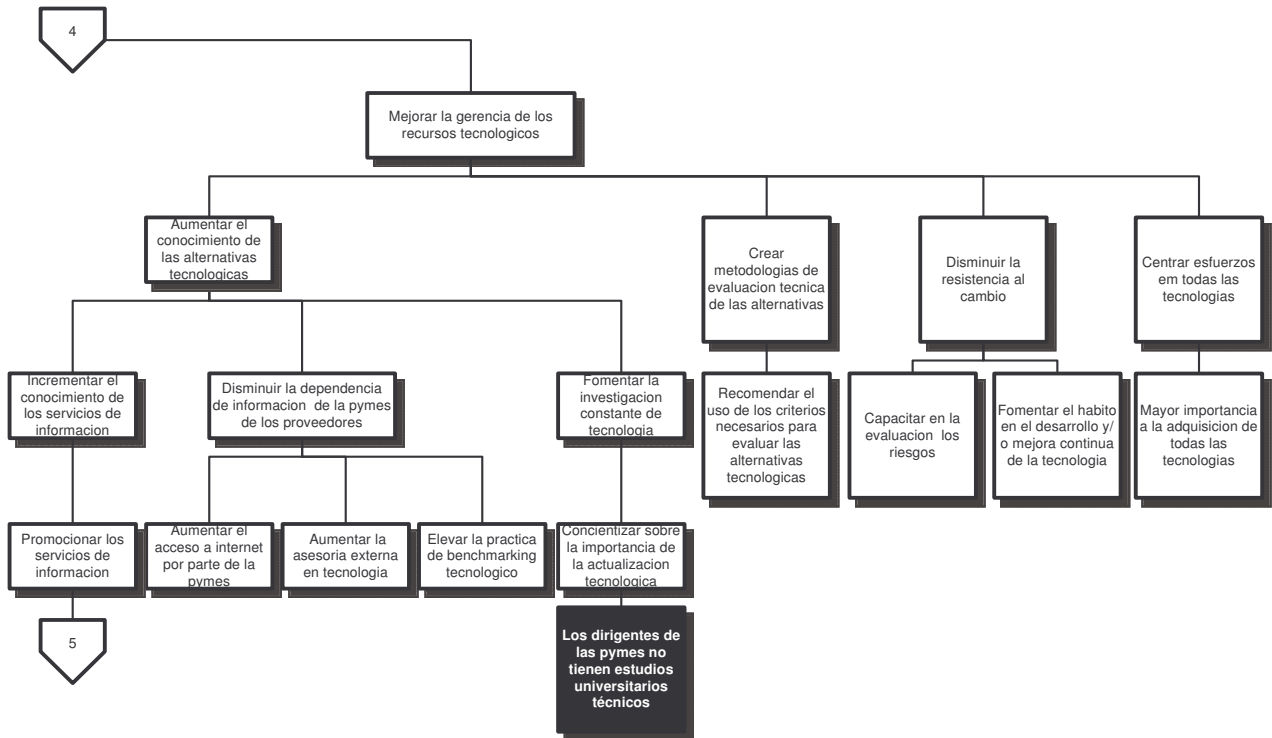 4
Mejorar la gerencia de los
recursos tecnologicos
Aumentar el
conocimiento de
las alternativas
tecnologicas
Crear
metodologias de
evaluacion tecnica
de las alternativas
Disminuir la
resistencia al
cambio
Centrar esfuerzos
em todas las
tecnologias
Incrementar el
conocimiento de
los servicios de
informacion
Disminuir la dependencia
de informacion de la pymes
de los proveedores
Fomentar la
investigacion
constante de
tecnologia
Recomendar el
uso de los criterios
necesarios para
evaluar las
alternativas
tecnologicas
Capacitar en la
evaluacion los
riesgos
Fomentar el habito
en el desarrollo y/
o mejora continua
de la tecnologia
Mayor importancia
a la adquisicion de
todas las
tecnologias
Promocionar los
servicios de
informacion
Aumentar el
acceso a internet
por parte de la
pymes
Aumentar la
asesoria externa
en tecnologia
Elevar la practica
de benchmarking
tecnologico
Concientizar sobre
la importancia de
la actualizacion
tecnologica
5
Los dirigentes de
las pymes no
tienen estudios
universitarios
técnicos